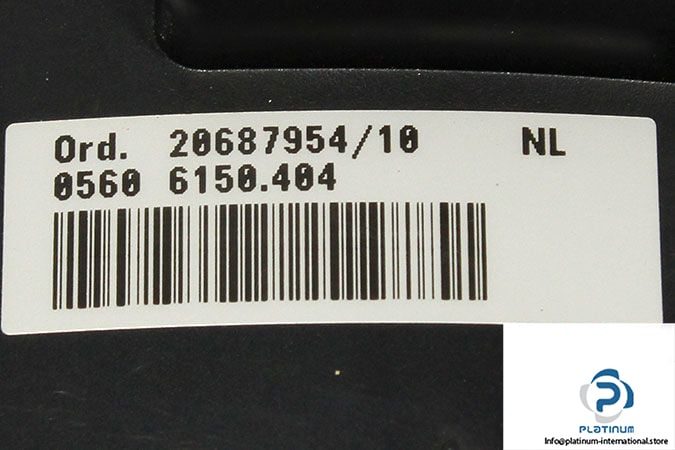 Ord. 20687954/10 NL
0560 6150.404
PLATINUM
Info@platinum-international.store